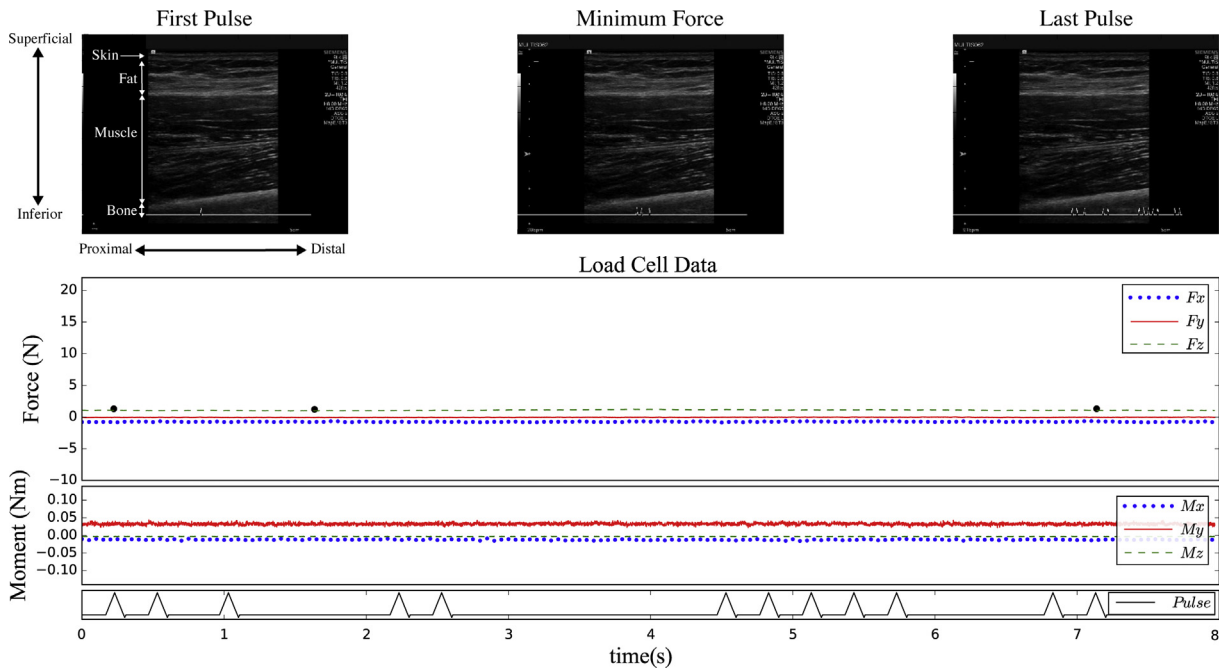 First Pulse
Minimum Force
Last Pulse
Superficial
Inferior
Skin
Fat
Muscle
Bone
Proximal
Distal
Load Cell Data
Force (N)
20
15
10
5
0
−5
−10
Fx
Fy
Fz
Moment (Nm)
0.10
0.05
0.00
−0.05
−0.10
Mx
My
Mz
Pulse
0 1 2 3 4 5 6 7 8
time(s)